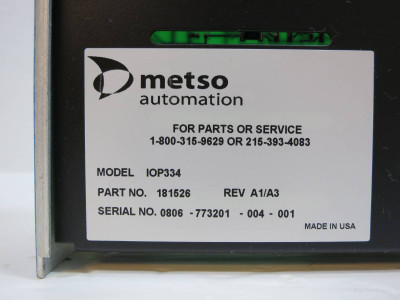 metso
automation
FOR PARTS OR SERVICE
1-800-315-9629 OR 215-393-4083
MODEL IOP334
PART NO. 181526 REV A1/A3
SERIAL NO. 0806 -773201 -004 -001
MADE IN USA